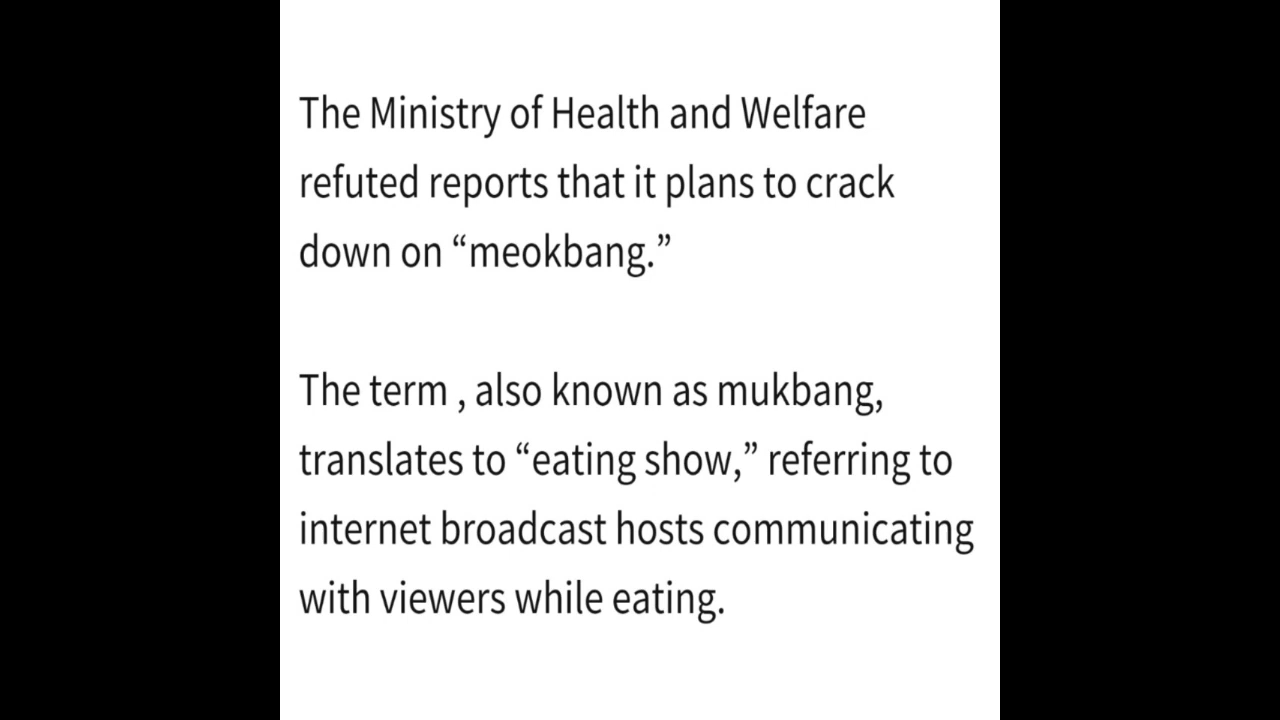 The Ministry of Health and Welfare
refuted reports that it plans to crack
down on “meokbang.”
The term , also known as mukbang,
translates to “eating show,” referring to
internet broadcast hosts communicating
with viewers while eating.